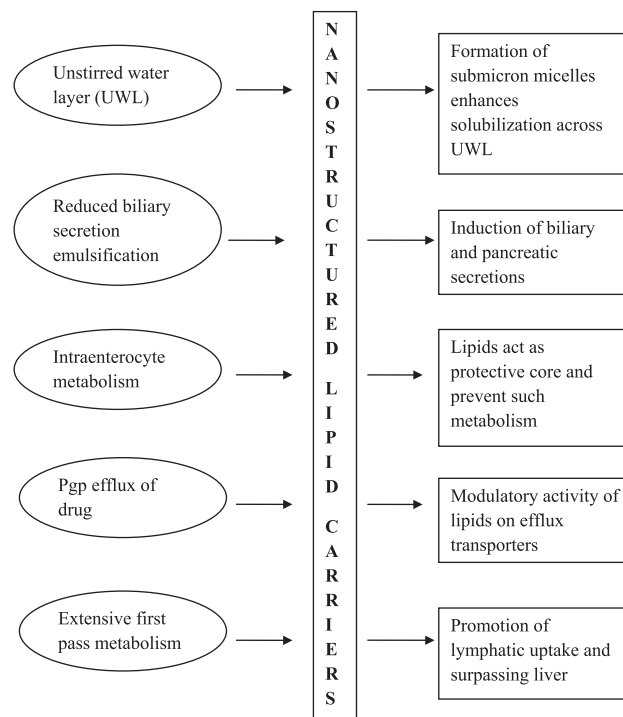 Unstirred water
layer (UWL)
Reduced biliary
secretion
emulsification
Intraenterocyte
metabolism
Pgp efflux of
drug
Extensive first
pass metabolism
N
A
N
O
S
T
R
U
C
T
U
R
E
D
L
I
P
I
D
C
A
R
R
I
E
R
S
Formation of
submicron micelles
enhances
solubilization across
UWL
Induction of biliary
and pancreatic
secretions
Lipids act as
protective core and
prevent such
metabolism
Modulatory activity of
lipids on efflux
transporters
Promotion of
lymphatic uptake and
surpassing liver